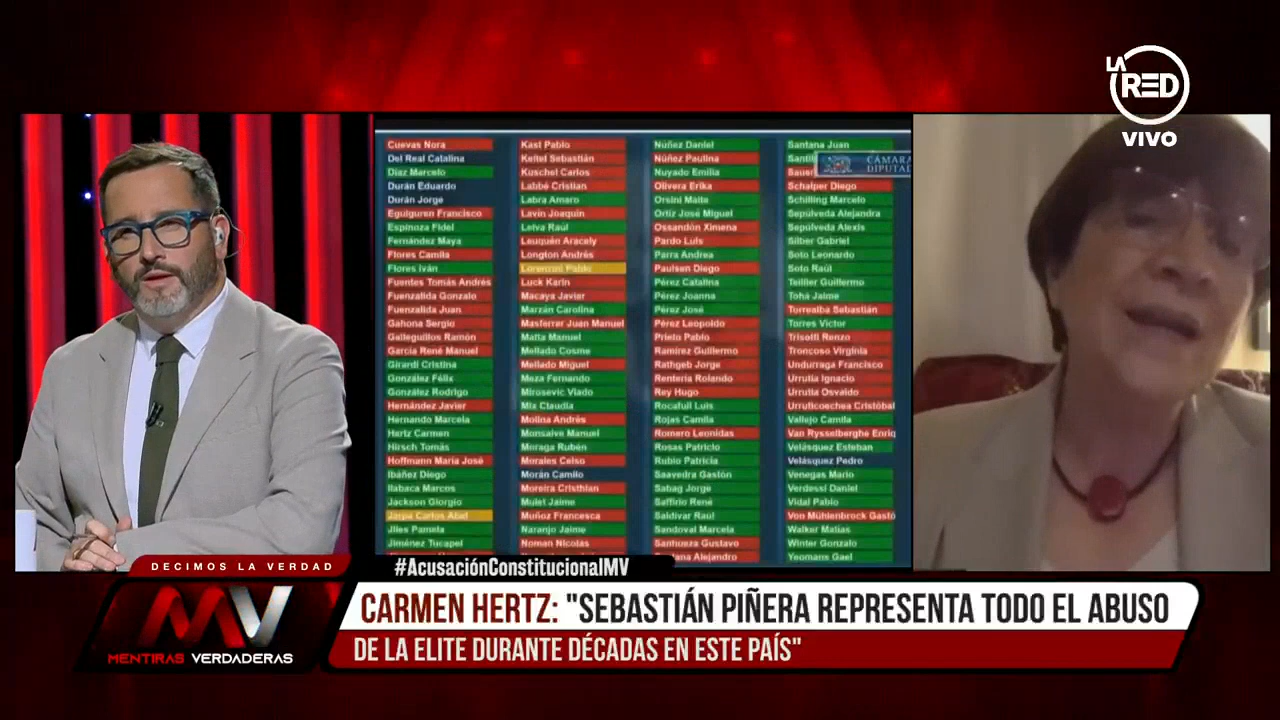 LA
RED
VIVO
CÁMARA
DIPUTAD
Cuevas Nora
Del Real Catalina
Díaz Marcelo
Durán Eduardo
Durán Jorge
Eguiguren Francisco
Espinoza Fidel
Fernández Maya
Flores Camila
Flores Iván
Fuentes Tomás Andrés
Fuenzalida Gonzalo
Fuenzalida Juan
Gahona Sergio
Galleguillos Ramón
García René Manuel
Girardi Cristina
González Félix
González Rodrigo
Hernández Javier
Hernando Marcela
Hertz Carmen
Hirsch Tomás
Hoffmann María José
Ibáñez Diego
Ilabaca Marcos
Jackson Giorgio
Jarpa Carlos Abel
Jiles Pamela
Jiménez Tucapel
Kast Pablo
Keitel Sebastián
Kuschel Carlos
Labbé Cristian
Labra Amaro
Lavín Joaquín
Leiva Raúl
Leuquén Aracely
Longton Andrés
Lorenzini Pablo
Luck Karin
Macaya Javier
Marzán Carolina
Masferrer Juan Manuel
Matta Manuel
Mellado Cosme
Mellado Miguel
Meza Fernando
Mirosevic Vlado
Mix Claudia
Molina Andrés
Monsalve Manuel
Moraga Rubén
Morales Celso
Morán Camilo
Moreira Cristhian
Mulet Jaime
Muñoz Francesca
Naranjo Jaime
Noman Nicolás
Núñez Daniel
Núñez Paulina
Nuyado Emilia
Olivera Erika
Orsini Maite
Ortiz José Miguel
Ossandón Ximena
Pardo Luis
Parra Andrea
Paulsen Diego
Pérez Catalina
Pérez Joanna
Pérez José
Pérez Leopoldo
Prieto Pablo
Ramírez Guillermo
Rathgeb Jorge
Rentería Rolando
Rey Hugo
Rocafull Luis
Rojas Camila
Romero Leonidas
Rosas Patricio
Rubio Patricia
Saavedra Gastón
Sabag Jorge
Saffirio René
Saldívar Raúl
Sandoval Marcela
Sanhueza Gustavo
Alejandro
Santana Juan
Schalper Diego
Schilling Marcelo
Sepúlveda Alejandra
Sepúlveda Alexis
Silber Gabriel
Soto Leonardo
Soto Raúl
Teillier Guillermo
Tohá Jaime
Torrealba Sebastián
Torres Víctor
Trisotti Renzo
Troncoso Virginia
Undurraga Francisco
Urrutia Ignacio
Urrutia Osvaldo
Urruticoechea Cristóbal
Vallejo Camila
Van Rysselberghe Enriq
Velásquez Esteban
Velásquez Pedro
Venegas Mario
Verdessi Daniel
Vidal Pablo
Von Mühlenbrock Gasto
Walker Matías
Winter Gonzalo
Yeomans Gael
#AcusaciónConstitucionalMV
DECIMOS LA VERDAD
MV
MENTIRAS VERDADERAS
CARMEN HERTZ: "SEBASTIÁN PIÑERA REPRESENTA TODO EL ABUSO
DE LA ELITE DURANTE DÉCADAS EN ESTE PAÍS"